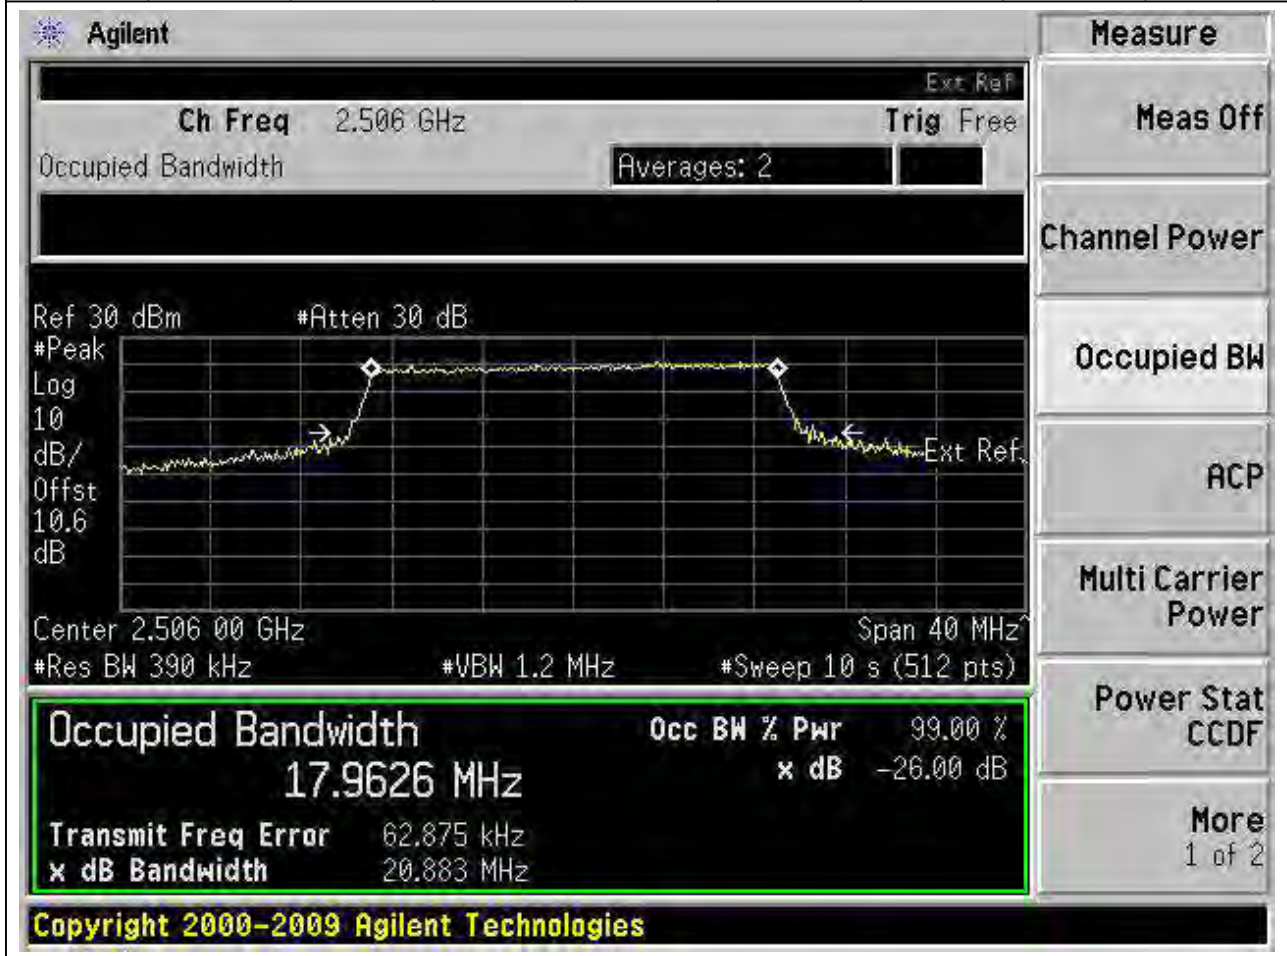 Agilent
Measure
Ext Ref
Ch Freq 2.506 GHz Trig Free
Meas Off
Occupied Bandwidth Averages: 2
Channel Power
Ref 30 dBm #Atten 30 dB
#Peak
Log
10
dB/
Offst
10.6
dB
Ext Ref
Occupied BW
ACP
Center 2.506 00 GHz Span 40 MHz^
#Res BW 390 kHz #VBW 1.2 MHz #Sweep 10 s (512 pts)
Multi Carrier
Power
Occupied Bandwidth
17.9626 MHz
Occ BW % Pwr 99.00 %
x dB -26.00 dB
Transmit Freq Error 62.875 kHz
x dB Bandwidth 20.883 MHz
Power Stat
CCDF
More
1 of 2
Copyright 2000-2009 Agilent Technologies